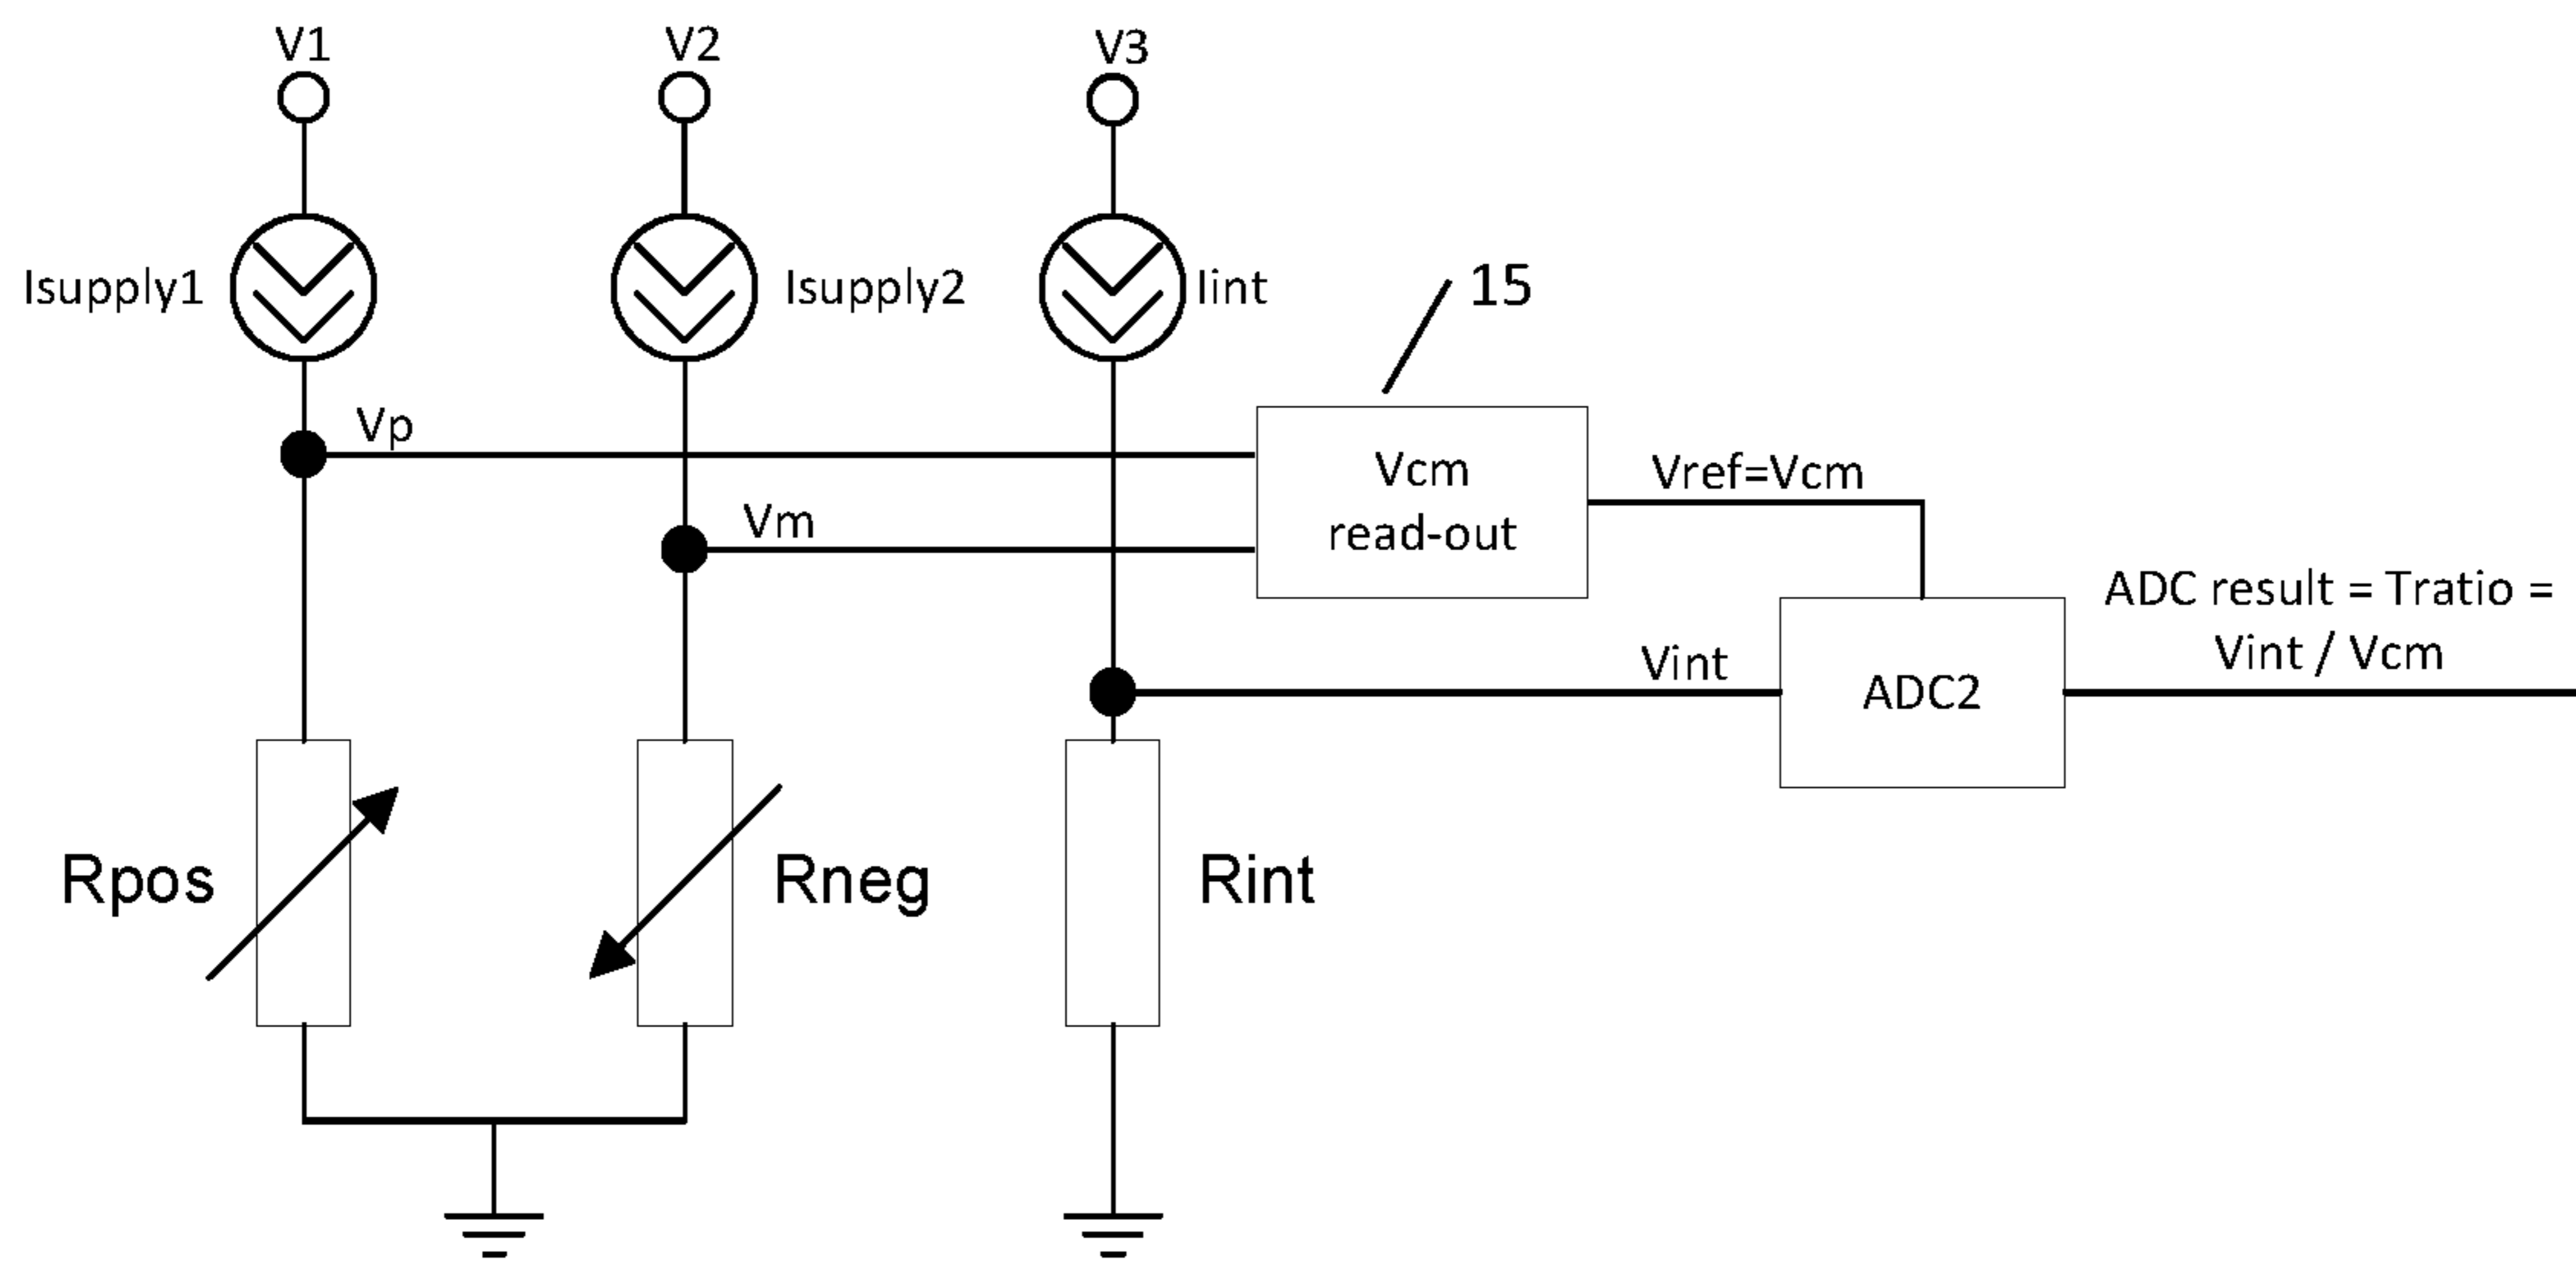 V1
V2
V3
Isupply1
Isupply2
Iint
15
Vp
Vm
Vcm
read-out
Vref=Vcm
Vint
ADC2
ADC result = Tratio =
Vint / Vcm
Rpos
Rneg
Rint